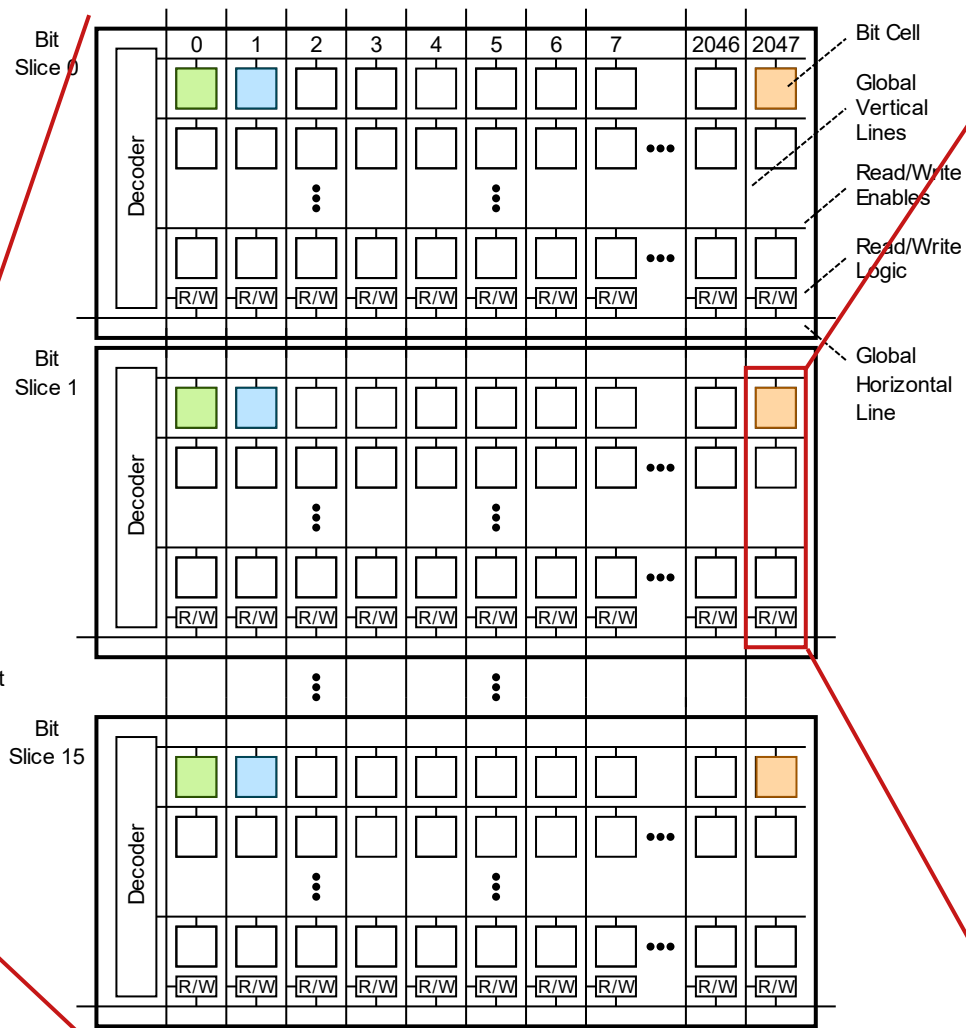 Bit
Slice 0
0 1 2 3 4 5 6 7 2046 2047
Decoder
R/W R/W R/W R/W R/W R/W R/W R/W R/W R/W
Bit Cell
Global
Vertical
Lines
Read/Write
Enables
Read/Write
Logic
Global
Horizontal
Line
Bit
Slice 1
Decoder
R/W R/W R/W R/W R/W R/W R/W R/W R/W R/W
t
Bit
Slice 15
Decoder
R/W R/W R/W R/W R/W R/W R/W R/W R/W R/W